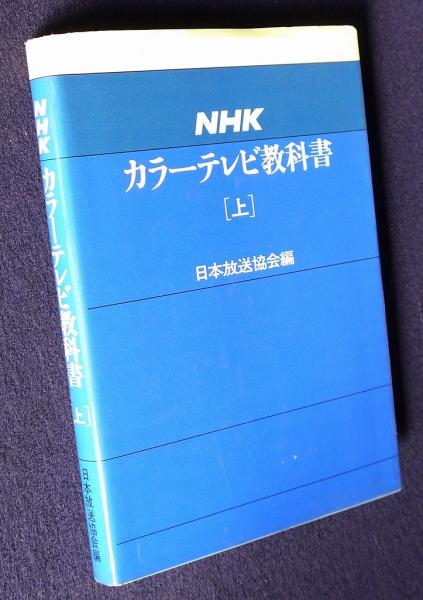 NHK
カラーテレビ教科書
[上]
日本放送協会編
NHK カラーテレビ教科書 [上] 日本放送協会編